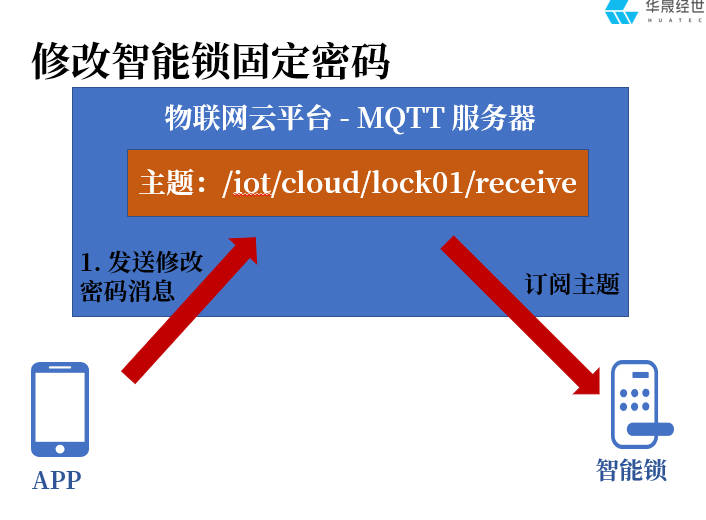 华晟经世
HUATEC
修改智能锁固定密码
物联网云平台 - MQTT 服务器
主题：/iot/cloud/lock01/receive
1. 发送修改
密码消息
订阅主题
APP
智能锁